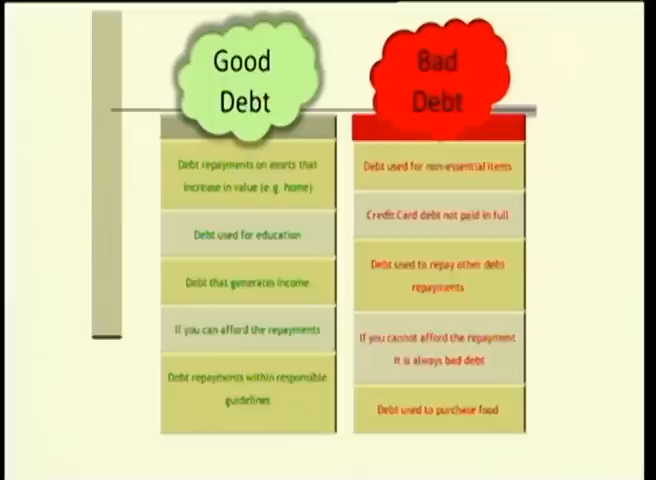 Good
Debt
Debt repayments on assets that
increase in value (e.g. home)
Debt used for education
Debt that generates income
If you can afford the repayments
Debt repayments within responsible
guidelines
Bad
Debt
Debt used for non-essential items
Credit Card debt not paid in full
Debt used to repay other debt
repayments
If you cannot afford the repayment
it is always bad debt
Debt used to purchase food